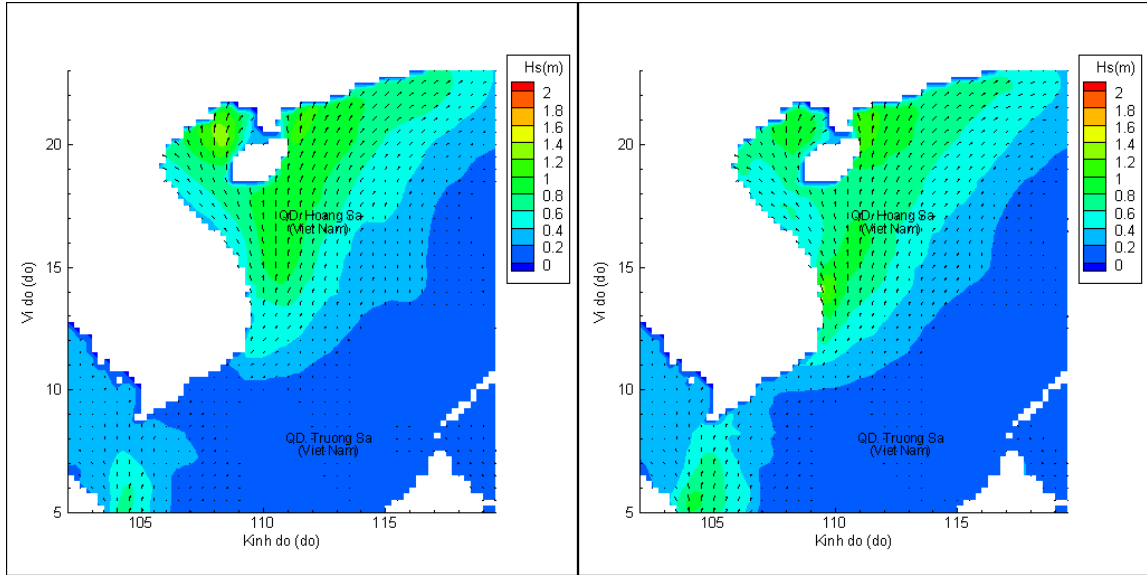 Hs(m)
2
1.8
1.6
1.4
1.2
1
0.8
0.6
0.4
0.2
0
Vi do (do)
20
15
10
5
QD. Hoang Sa
(Viet Nam)
QD. Truong Sa
(Viet Nam)
105
110
115
Kinh do (do)
Hs(m)
2
1.8
1.6
1.4
1.2
1
0.8
0.6
0.4
0.2
0
Vi do (do)
20
15
10
5
QD. Hoang Sa
(Viet Nam)
QD. Truong Sa
(Viet Nam)
105
110
115
Kinh do (do)